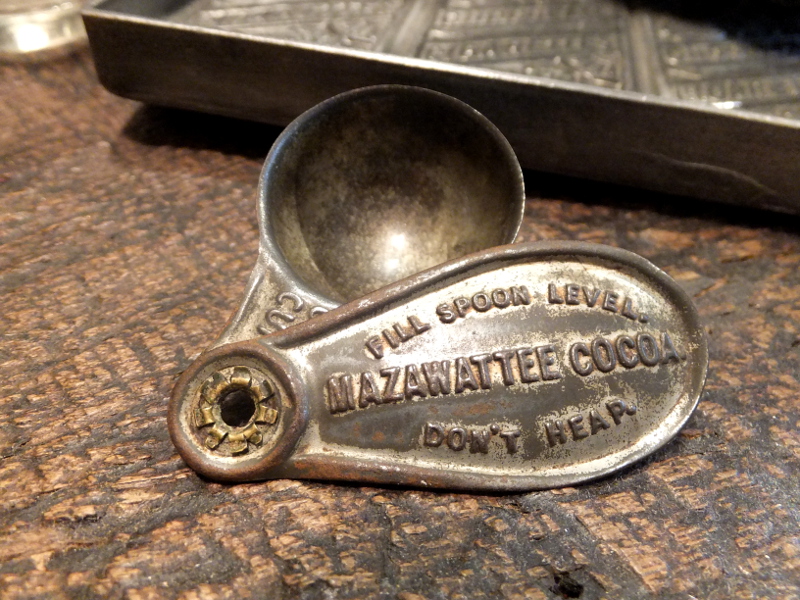 FILL SPOON LEVEL.
MAZAWATTEE COCOA.
DON'T HEAP.